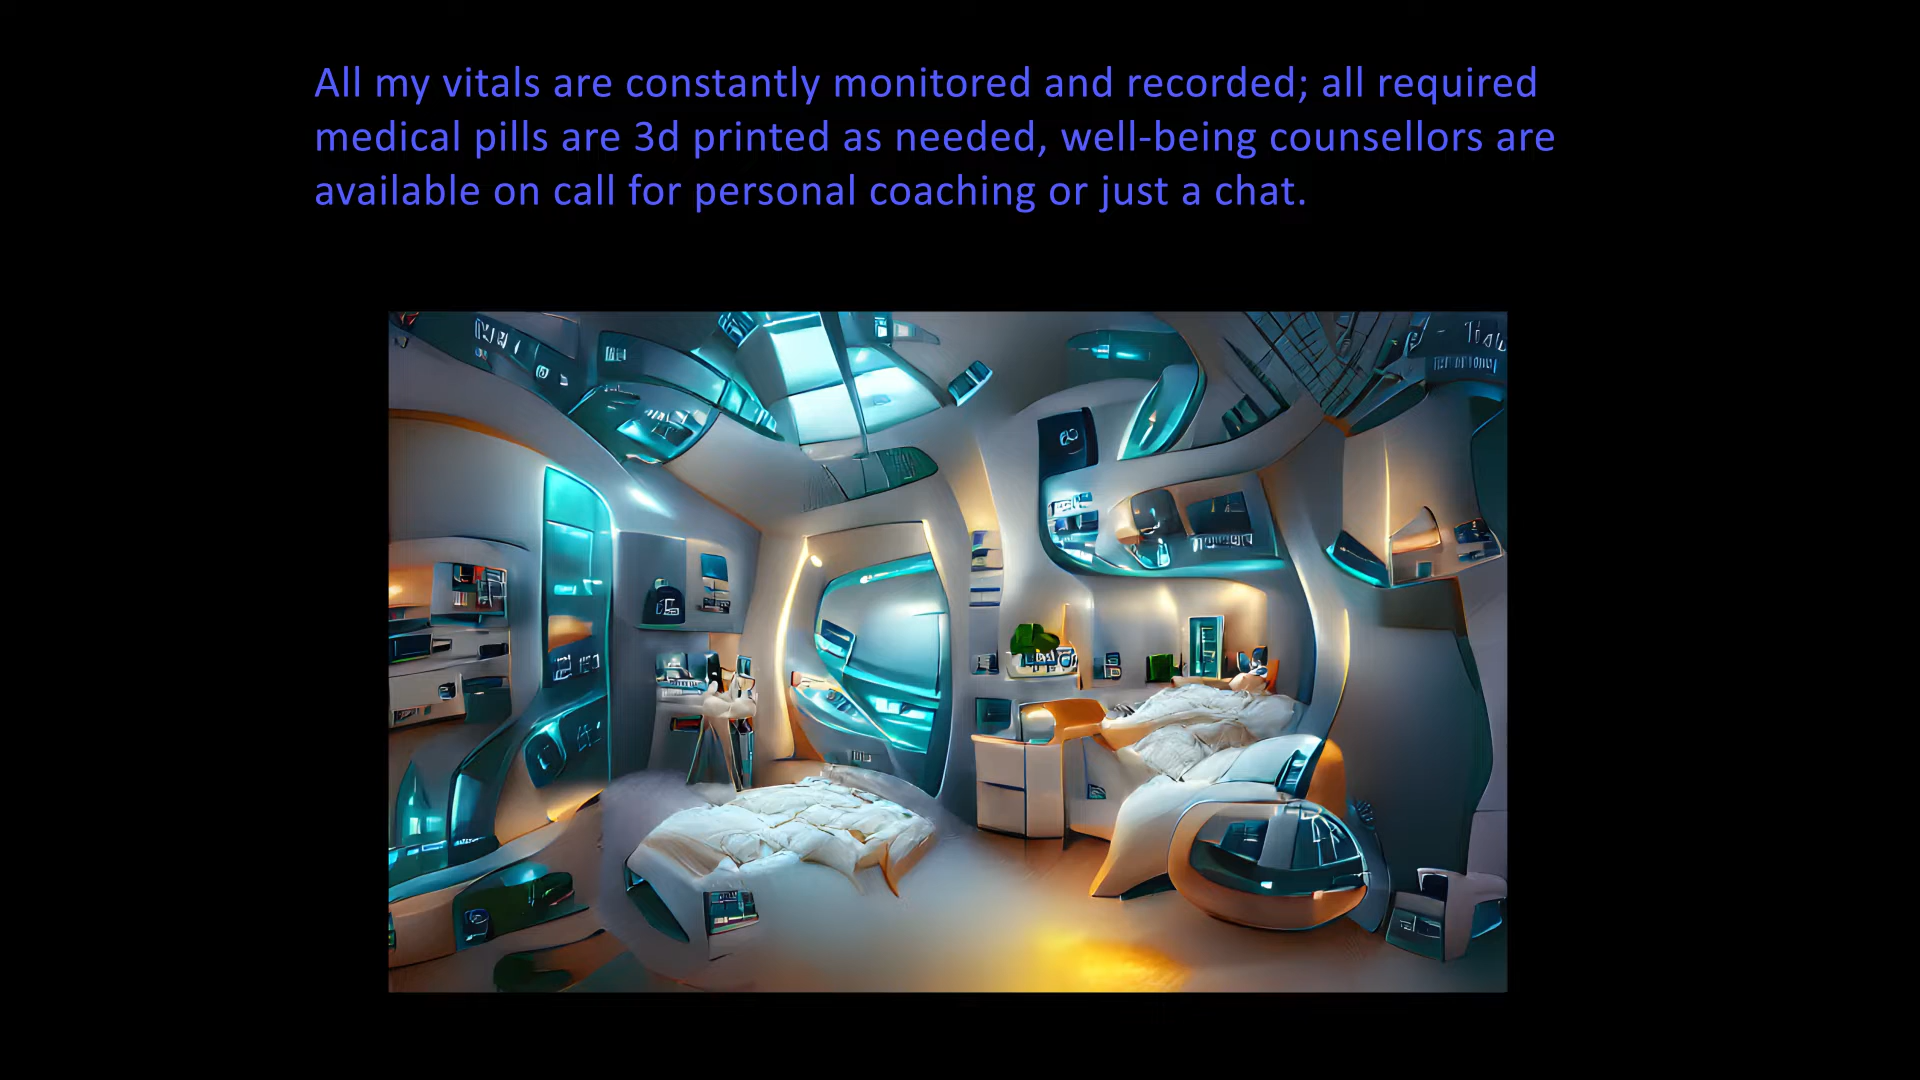 All my vitals are constantly monitored and recorded; all required
medical pills are 3d printed as needed, well-being counsellors are
available on call for personal coaching or just a chat.